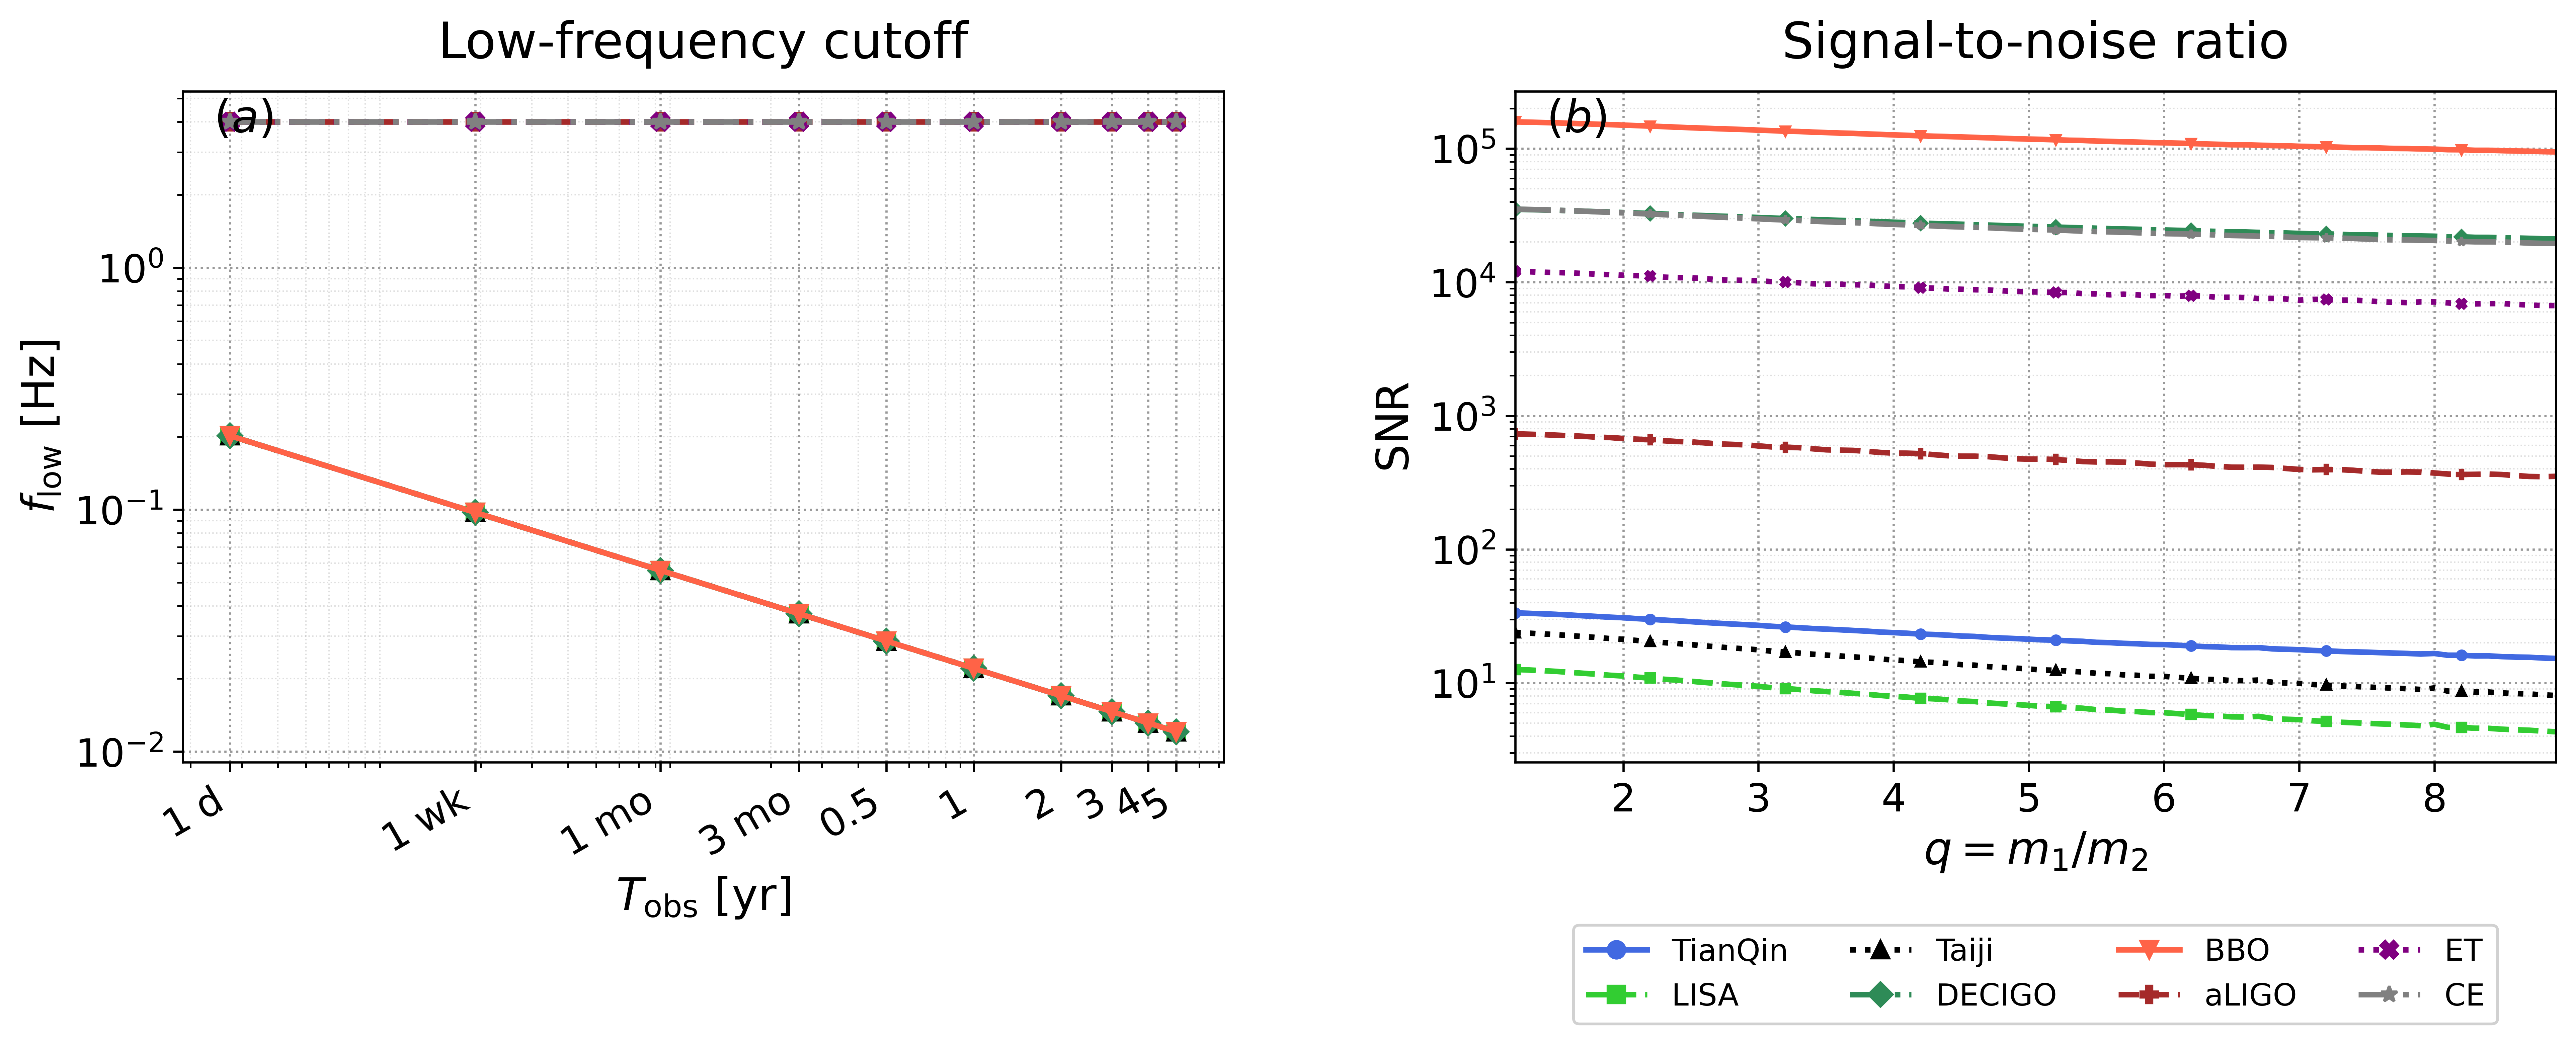 Low-frequency cutoff
(a)
f_low [Hz]
10^0
10^-1
10^-2
1 d
1 wk
1 mo
3 mo
0.5
1
2
3
4
5
T_obs [yr]
Signal-to-noise ratio
(b)
SNR
10^5
10^4
10^3
10^2
10^1
2 3 4 5 6 7 8
q = m_1/m_2
TianQin Taiji BBO ET
LISA DECIGO aLIGO CE